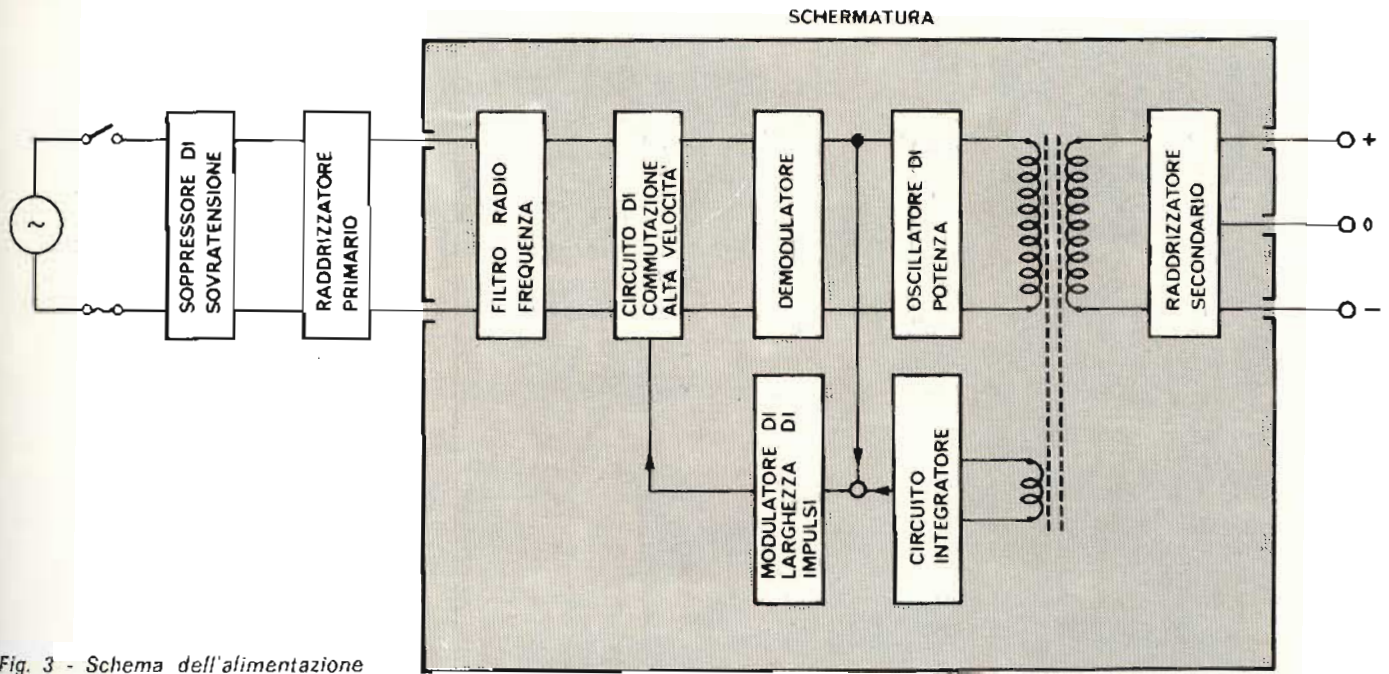 SCHERMATURA
SOPPRESSORE DI
SOVRATENSIONE
RADDRIZZATORE
PRIMARIO
FILTRO RADIO
FREQUENZA
CIRCUITO DI
COMMUTAZIONE
ALTA VELOCITA'
DEMODULATORE
OSCILLATORE DI
POTENZA
RADDRIZZATORE
SECONDARIO
+
0
−
~
MODULATORE DI
LARGHEZZA DI
IMPULSI
CIRCUITO
INTEGRATORE
Fig. 3 - Schema dell'alimentazione